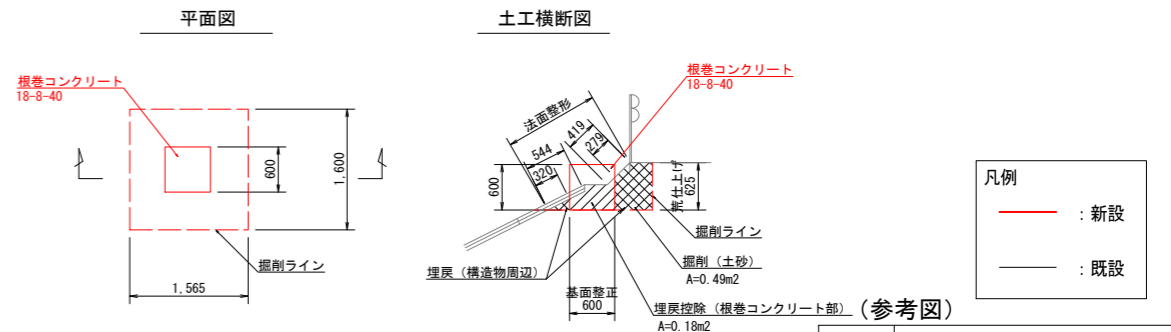 平面図
土工横断図
根巻コンクリート
18-8-40
600
1,600
掘削ライン
1,565
根巻コンクリート
18-8-40
法面整形
419
279
544
320
600
荒仕上げ
625
掘削ライン
掘削（土砂）
A=0.49m2
埋戻（構造物周辺）
基面整正
600
埋戻控除（根巻コンクリート部）
A=0.18m2
(参考図)
凡例
：新設
：既設